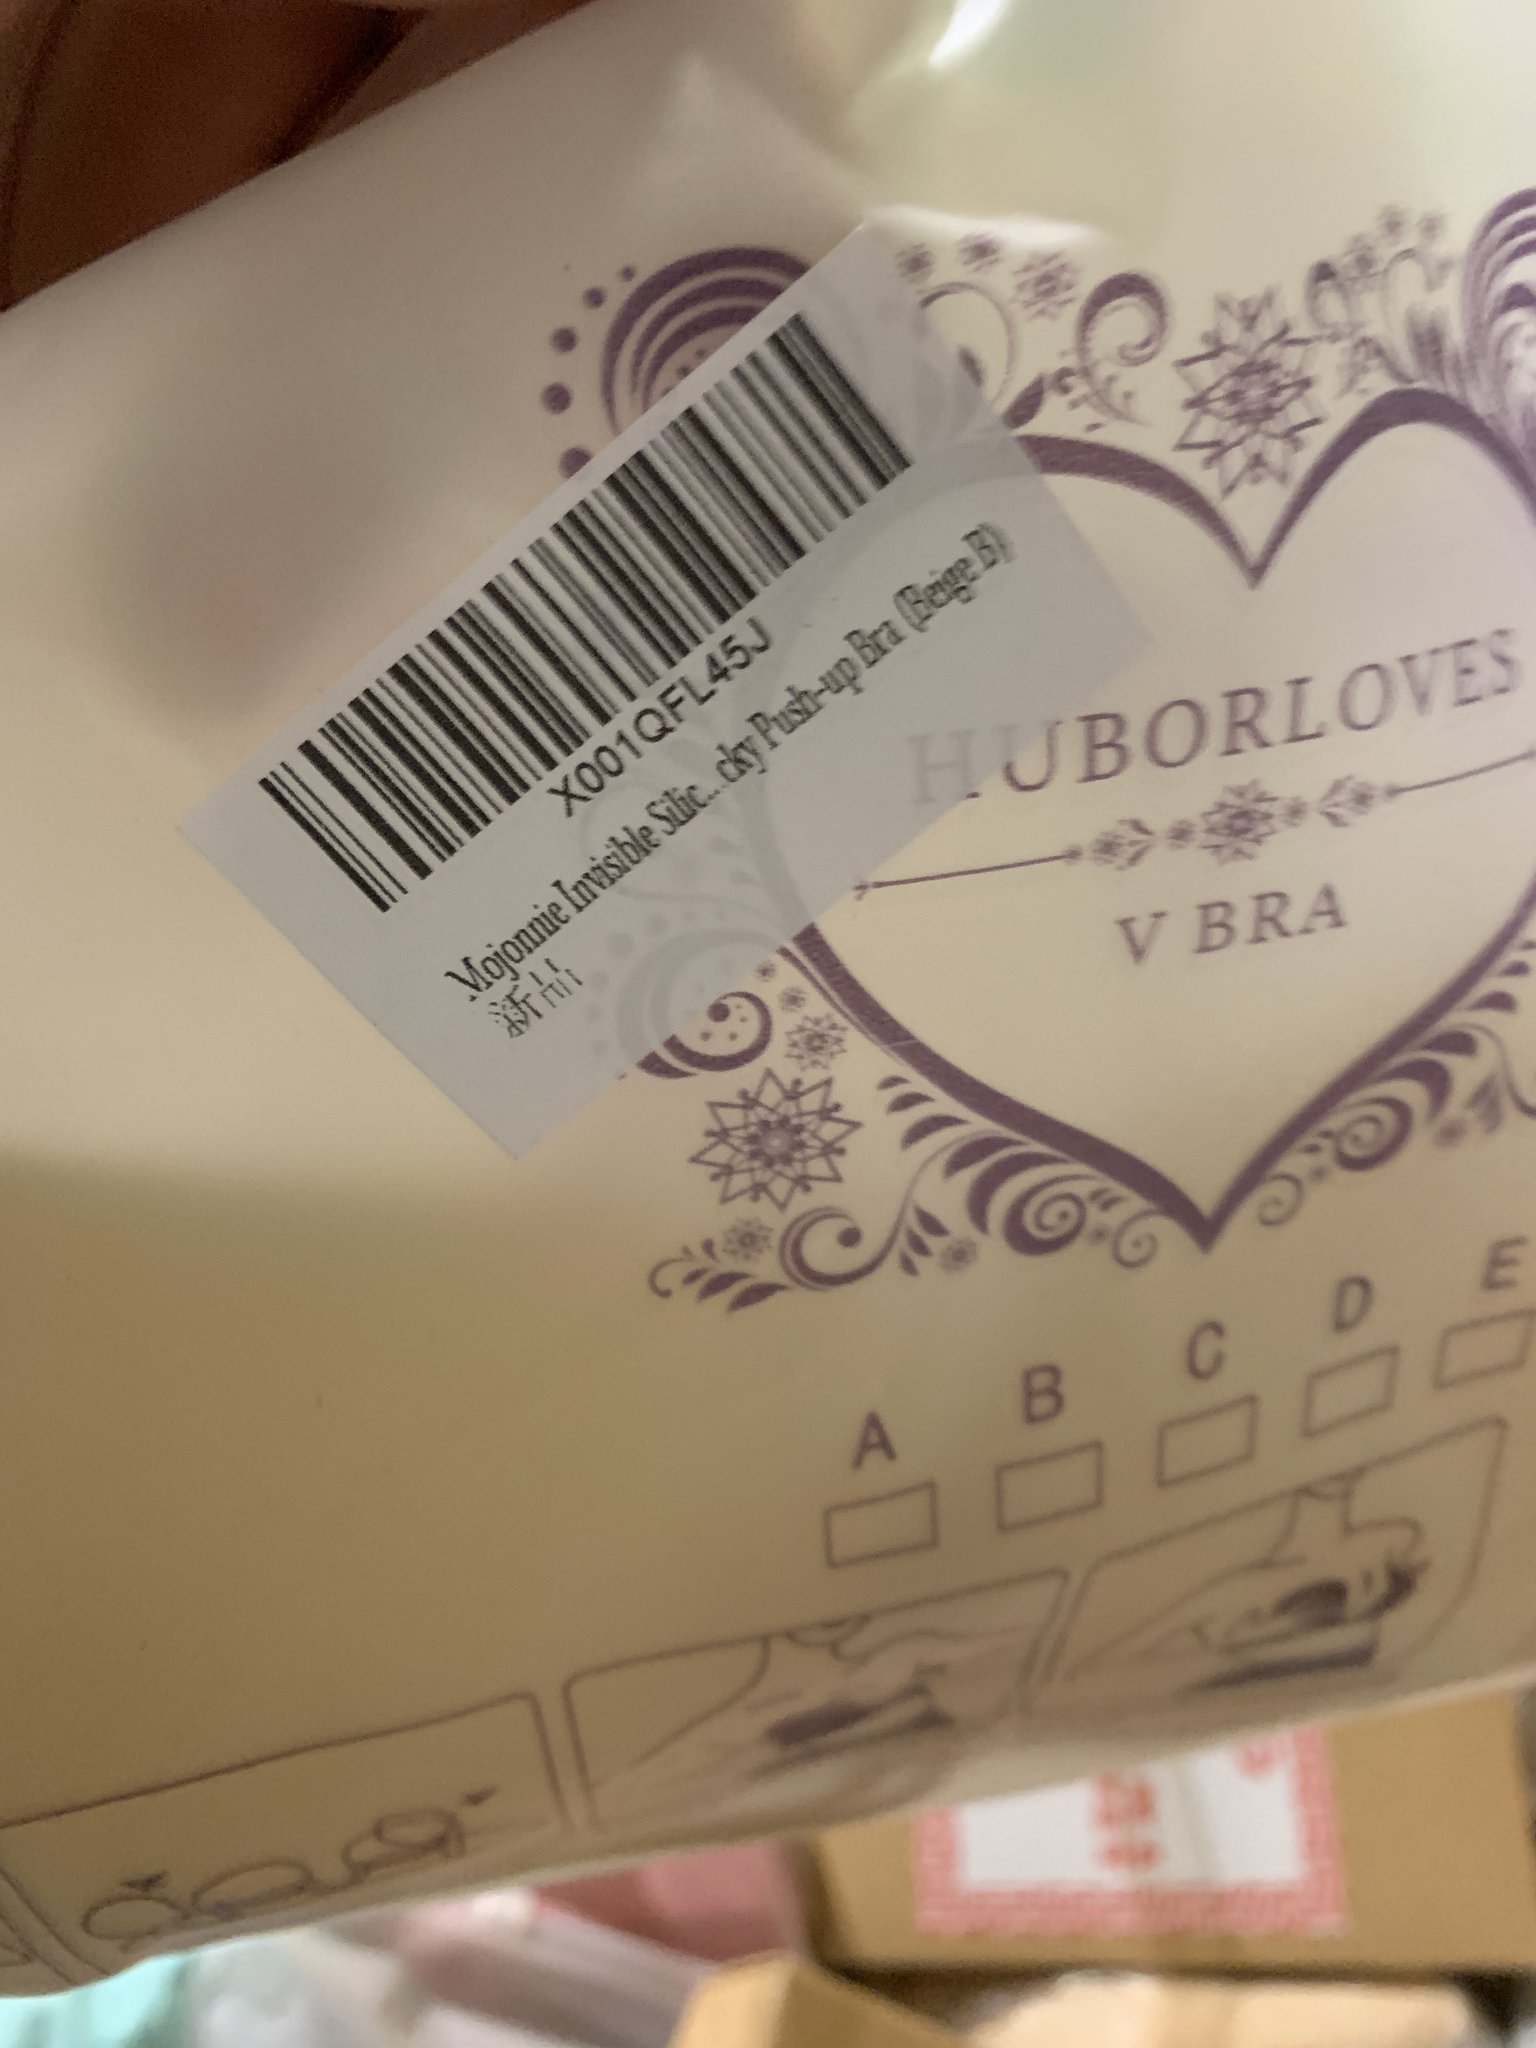 X001QFL45J
Mojonnie Invisible Silic...cky Push-up Bra (Beige B)
新品
HUBORLOVES
V BRA
A B C D E